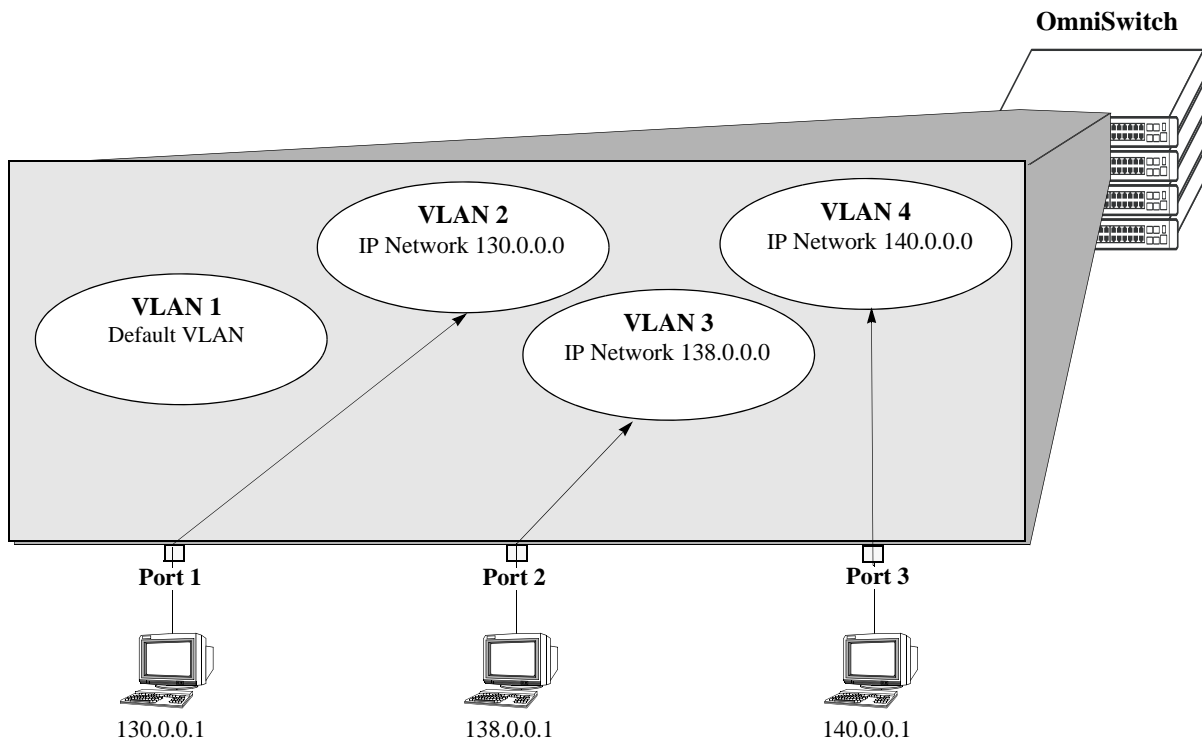 OmniSwitch
VLAN 2
IP Network 130.0.0.0
VLAN 4
IP Network 140.0.0.0
VLAN 1
Default VLAN
VLAN 3
IP Network 138.0.0.0
Port 1
Port 2
Port 3
130.0.0.1
138.0.0.1
140.0.0.1